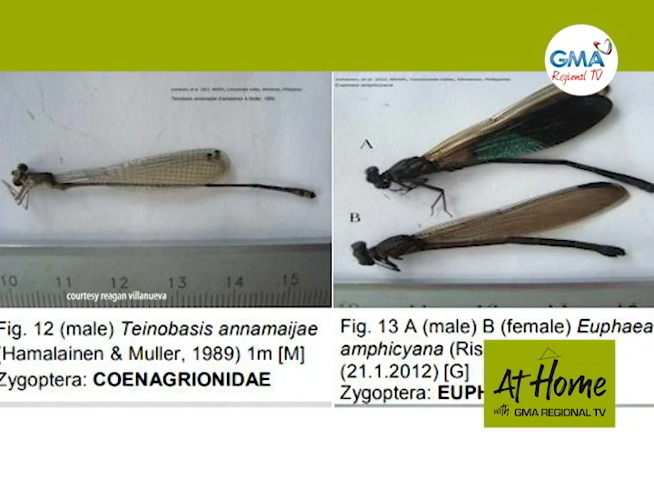 GMA
Regional TV
A
B
10 11 12 13 14 15
courtesy reagan villanueva
Fig. 12 (male) Teinobasis annamaijae
(Hamalainen & Muller, 1989) 1m [M]
Zygoptera: COENAGRIONIDAE
Fig. 13 A (male) B (female) Euphaea
amphicyana (Ris
(21.1.2012) [G]
Zygoptera: EUPH
At Home
with GMA REGIONAL TV